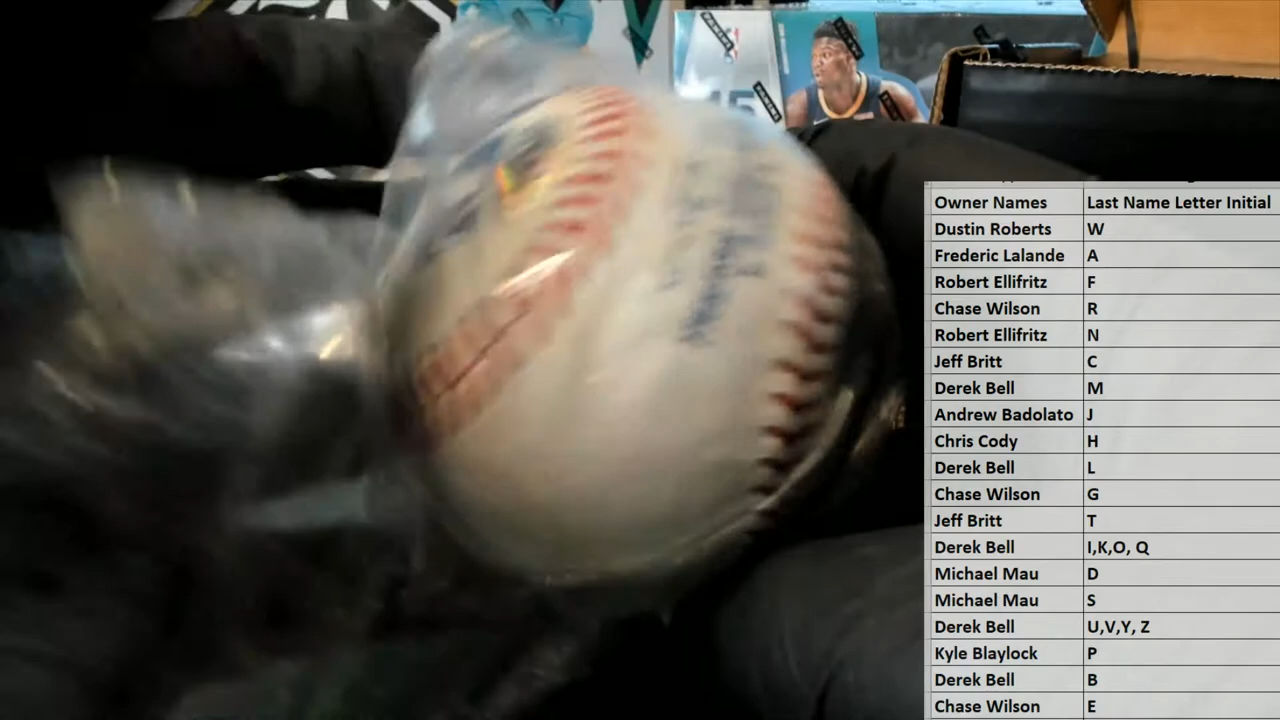 Owner Names Last Name Letter Initial
Dustin Roberts W
Frederic Lalande A
Robert Ellifritz F
Chase Wilson R
Robert Ellifritz N
Jeff Britt C
Derek Bell M
Andrew Badolato J
Chris Cody H
Derek Bell L
Chase Wilson G
Jeff Britt T
Derek Bell I,K,O, Q
Michael Mau D
Michael Mau S
Derek Bell U,V,Y, Z
Kyle Blaylock P
Derek Bell B
Chase Wilson E